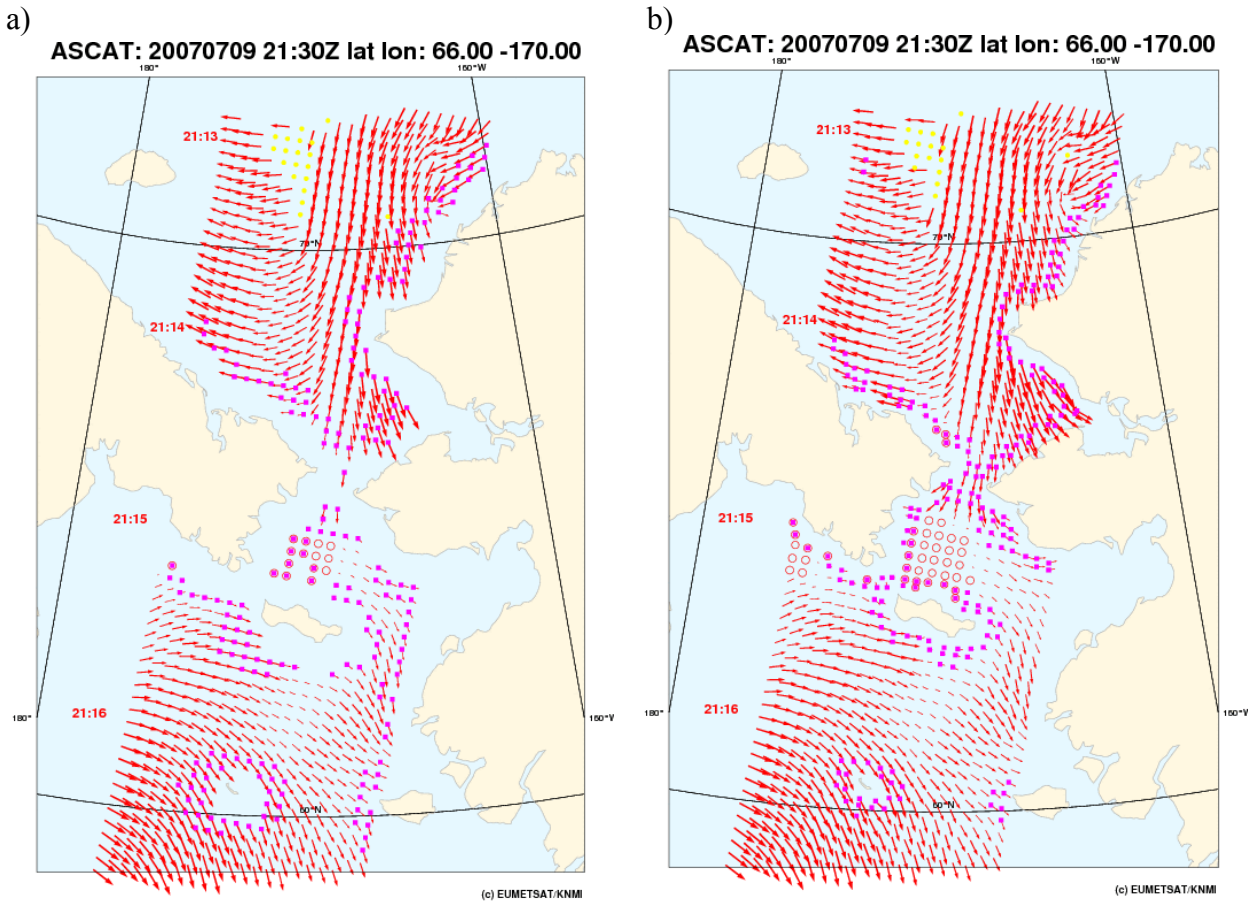 a)
ASCAT: 20070709 21:30Z lat lon: 66.00 -170.00
180°
160°W
21:13
70°N
21:14
21:15
21:16
180°
160°W
60°N
(c) EUMETSAT/KNMI
b)
ASCAT: 20070709 21:30Z lat lon: 66.00 -170.00
180°
160°W
21:13
70°N
21:14
21:15
21:16
180°
160°W
60°N
(c) EUMETSAT/KNMI